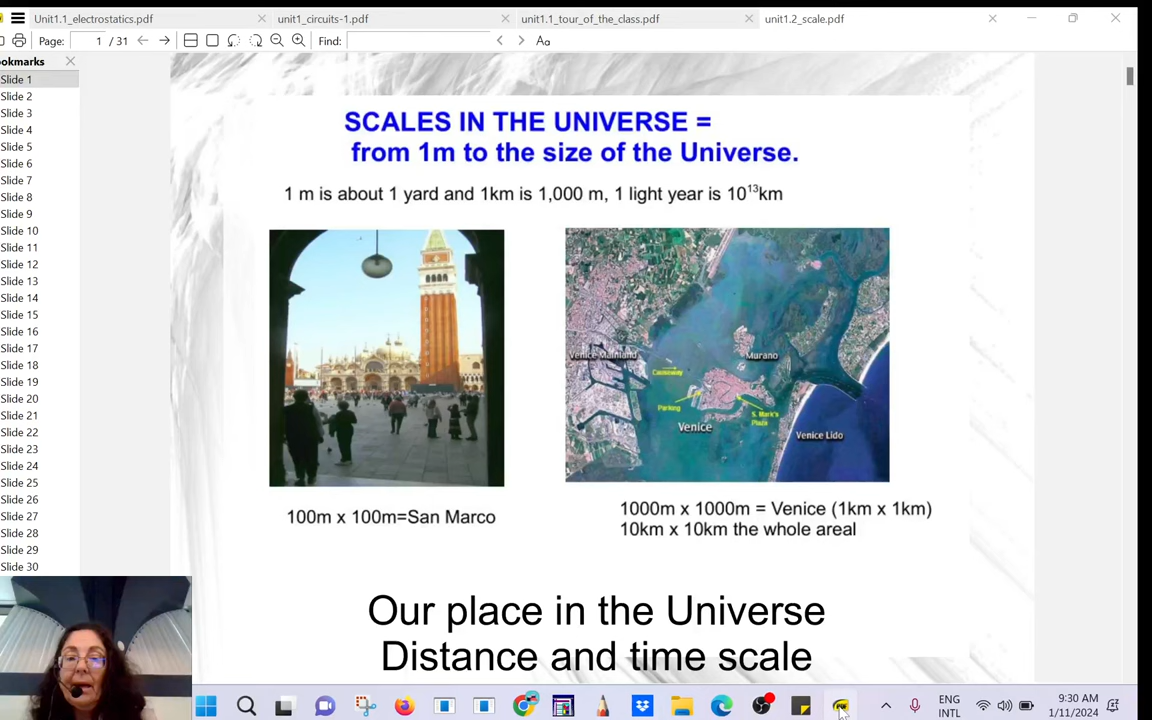 Unit1.1_electrostatics.pdf
unit1_circuits-1.pdf
unit1.1_tour_of_the_class.pdf
unit1.2_scale.pdf
Page: 1 / 31
Find:
Aa
ookmarks
Slide 1
Slide 2
Slide 3
Slide 4
Slide 5
Slide 6
Slide 7
Slide 8
Slide 9
Slide 10
Slide 11
Slide 12
Slide 13
Slide 14
Slide 15
Slide 16
Slide 17
Slide 18
Slide 19
Slide 20
Slide 21
Slide 22
Slide 23
Slide 24
Slide 25
Slide 26
Slide 27
Slide 28
Slide 29
Slide 30
SCALES IN THE UNIVERSE =
from 1m to the size of the Universe.
1 m is about 1 yard and 1km is 1,000 m, 1 light year is 10¹³km
Venice Mainland
Murano
Causeway
Parking
S. Mark's
Plaza
Venice
Venice Lido
100m x 100m=San Marco
1000m x 1000m = Venice (1km x 1km)
10km x 10km the whole areal
Our place in the Universe
Distance and time scale
ENG
INTL
9:30 AM
1/11/2024